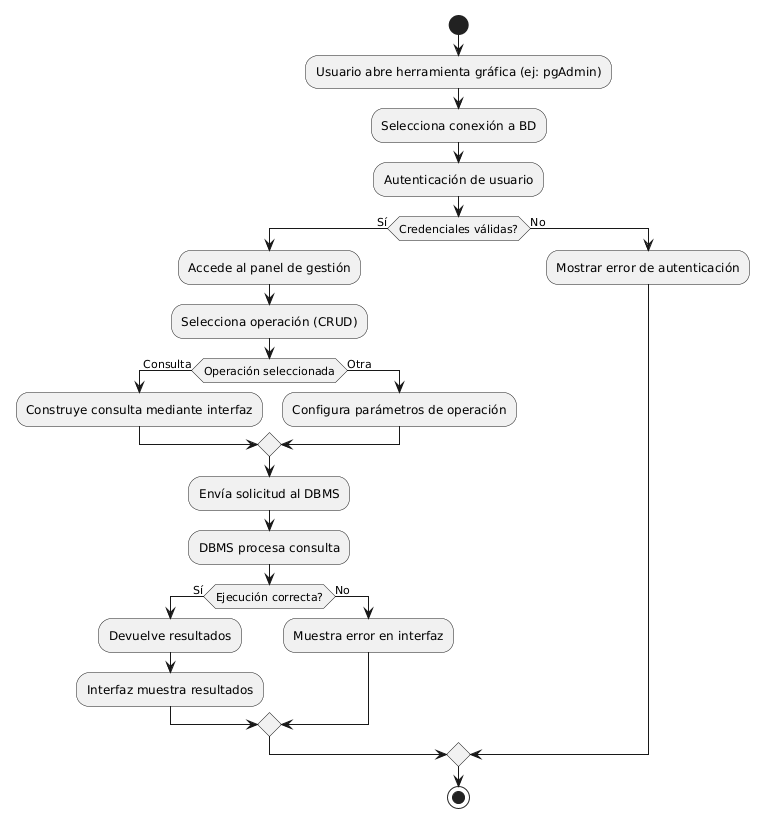 Usuario abre herramienta gráfica (ej: pgAdmin)
Selecciona conexión a BD
Autenticación de usuario
Sí
Credenciales válidas?
No
Accede al panel de gestión
Mostrar error de autenticación
Selecciona operación (CRUD)
Consulta
Operación seleccionada
Otra
Construye consulta mediante interfaz
Configura parámetros de operación
Envía solicitud al DBMS
DBMS procesa consulta
Sí
Ejecución correcta?
No
Devuelve resultados
Muestra error en interfaz
Interfaz muestra resultados